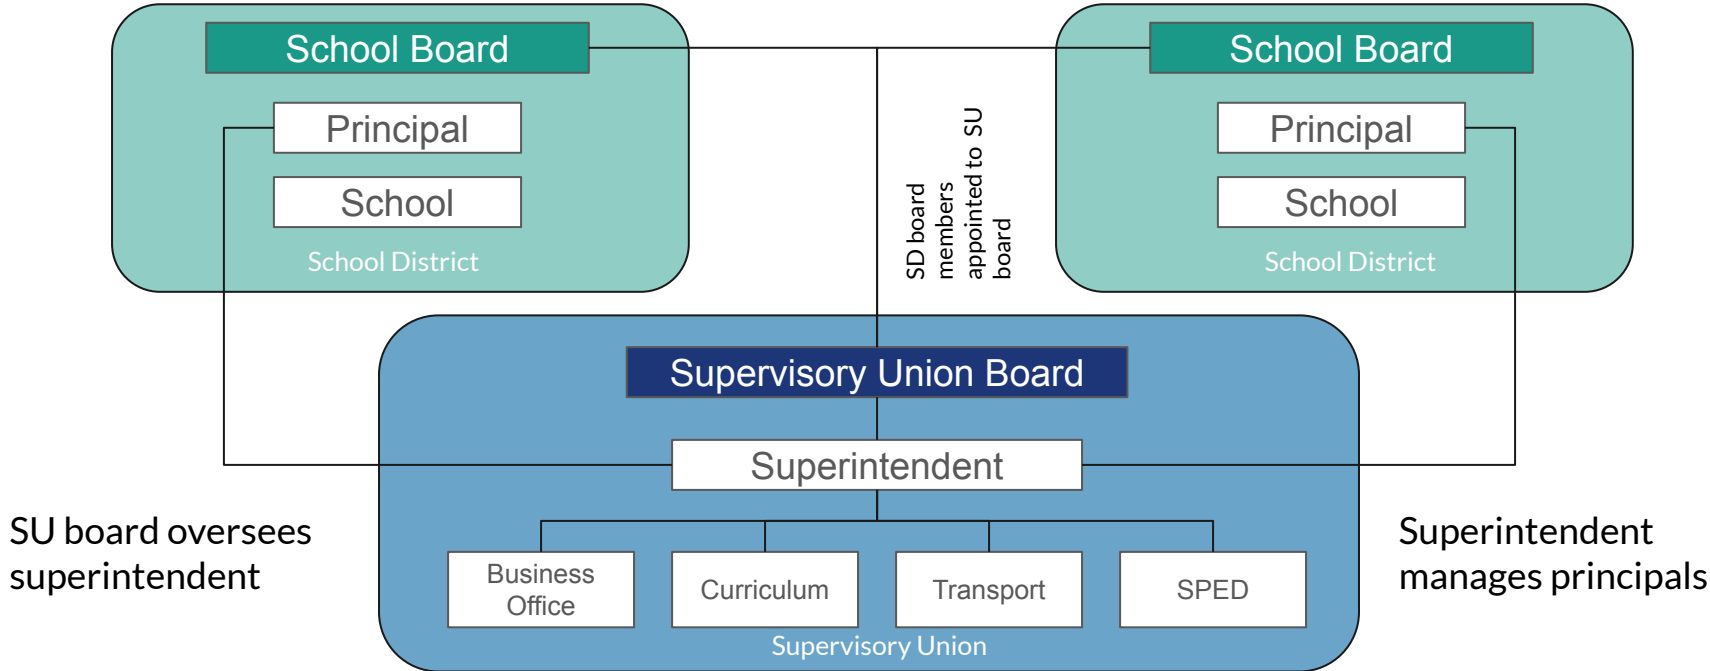 School Board
Principal
School
School District
SD board
members
appointed to SU
board
School Board
Principal
School
School District
Supervisory Union Board
Superintendent
Business
Office
Curriculum
Transport
SPED
Supervisory Union
SU board oversees
superintendent
Superintendent
manages principals